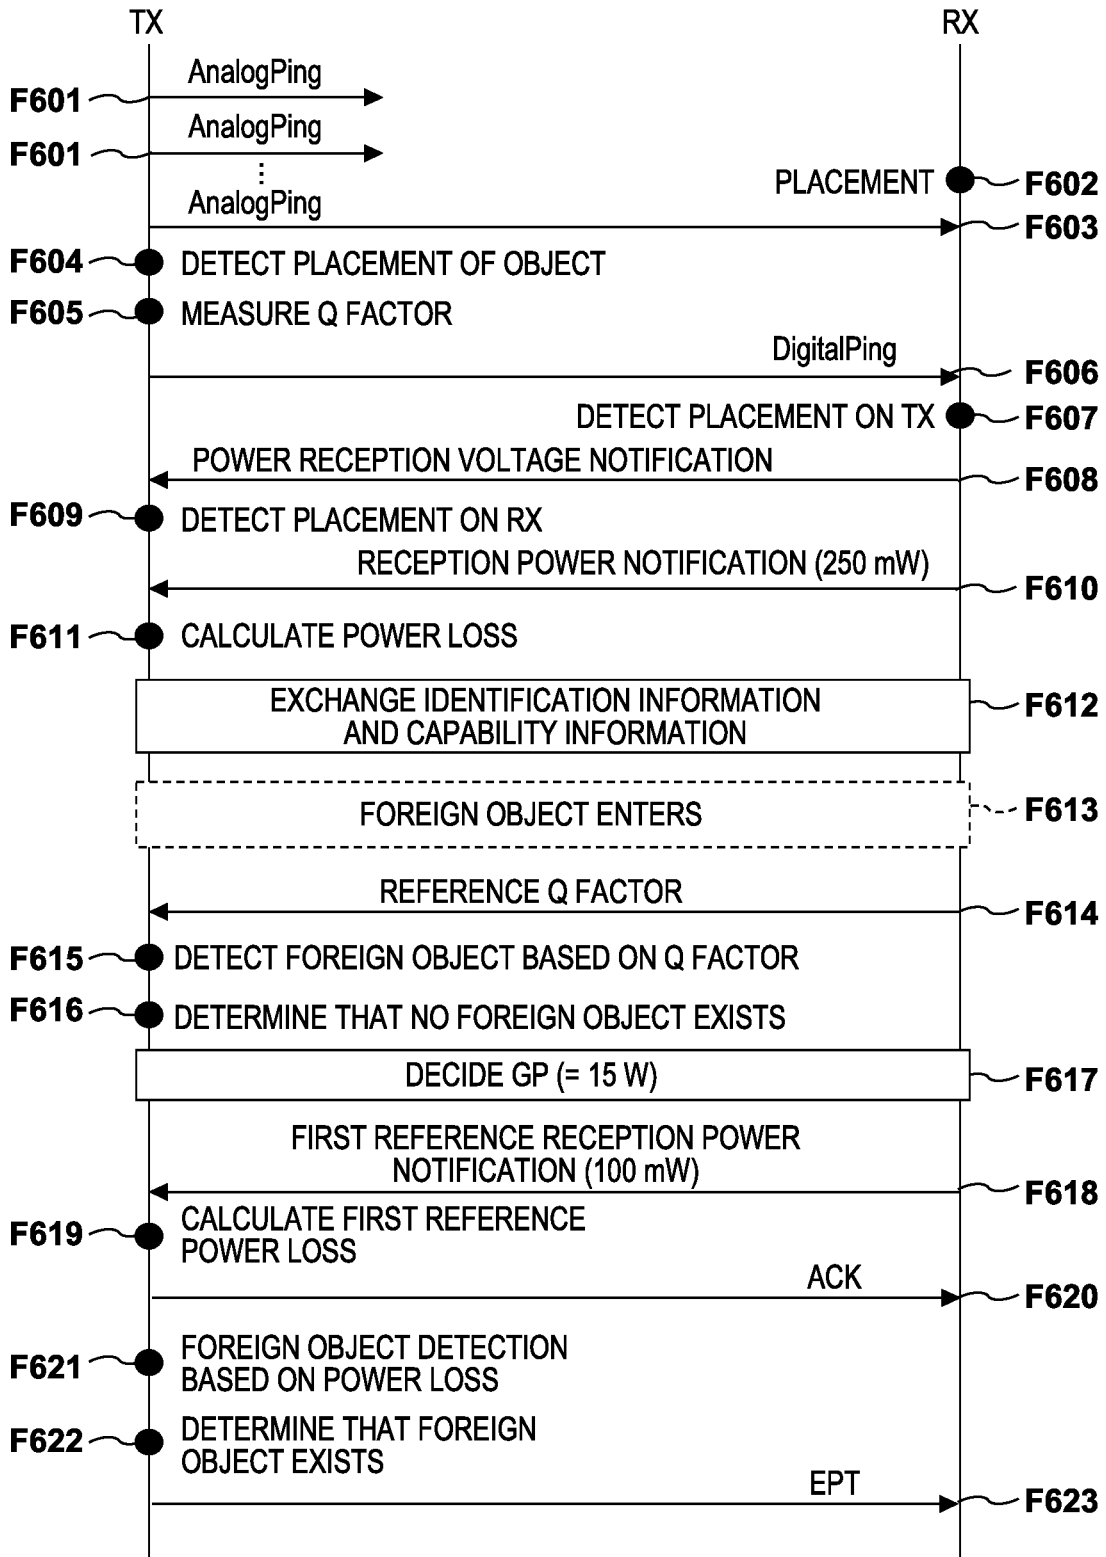 TX
RX
AnalogPing
F601
AnalogPing
F601
PLACEMENT
F602
AnalogPing
F603
F604
DETECT PLACEMENT OF OBJECT
F605
MEASURE Q FACTOR
DigitalPing
F606
DETECT PLACEMENT ON TX
F607
POWER RECEPTION VOLTAGE NOTIFICATION
F608
F609
DETECT PLACEMENT ON RX
RECEPTION POWER NOTIFICATION (250 mW)
F610
F611
CALCULATE POWER LOSS
EXCHANGE IDENTIFICATION INFORMATION
AND CAPABILITY INFORMATION
F612
FOREIGN OBJECT ENTERS
F613
REFERENCE Q FACTOR
F614
F615
DETECT FOREIGN OBJECT BASED ON Q FACTOR
F616
DETERMINE THAT NO FOREIGN OBJECT EXISTS
DECIDE GP (= 15 W)
F617
FIRST REFERENCE RECEPTION POWER
NOTIFICATION (100 mW)
F618
F619
CALCULATE FIRST REFERENCE
POWER LOSS
ACK
F620
F621
FOREIGN OBJECT DETECTION
BASED ON POWER LOSS
F622
DETERMINE THAT FOREIGN
OBJECT EXISTS
EPT
F623